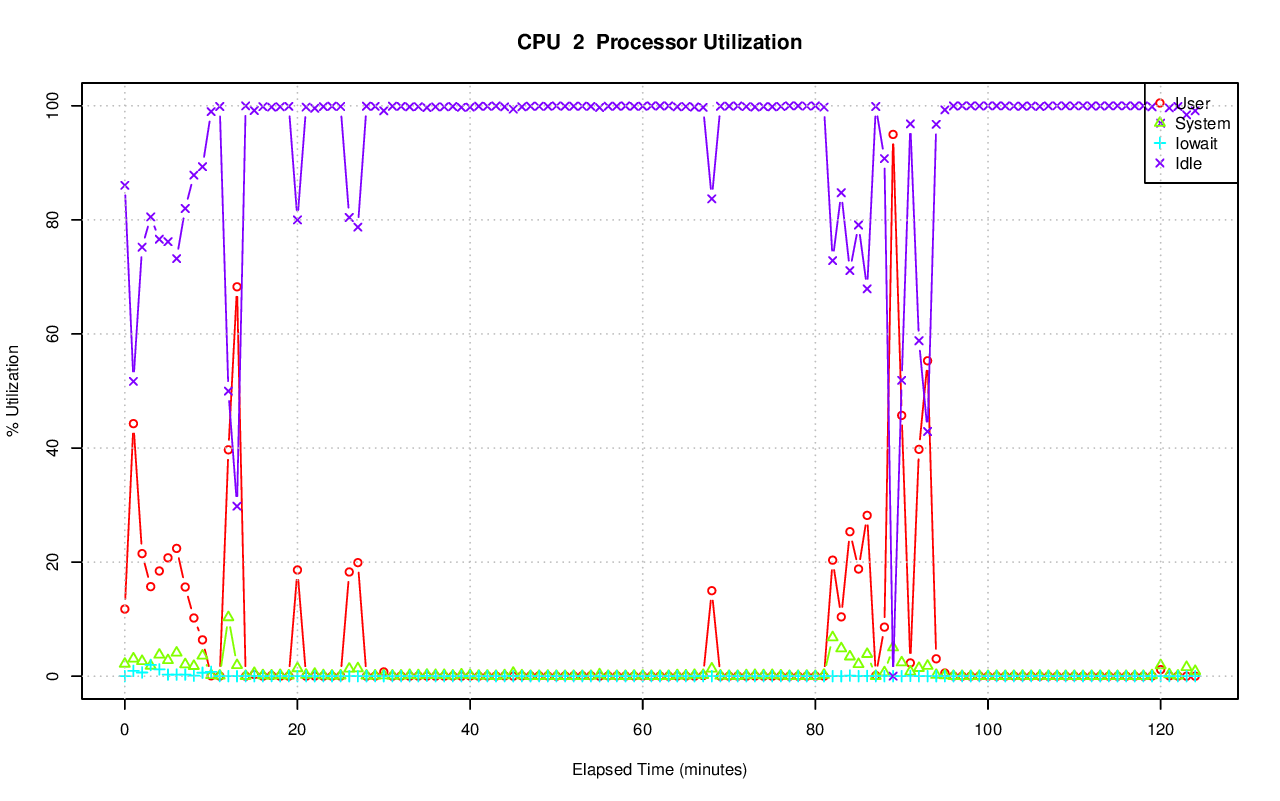 CPU  2  Processor Utilization
100
80
60
40
20
0
% Utilization
User
System
Iowait
Idle
0 20 40 60 80 100 120
Elapsed Time (minutes)